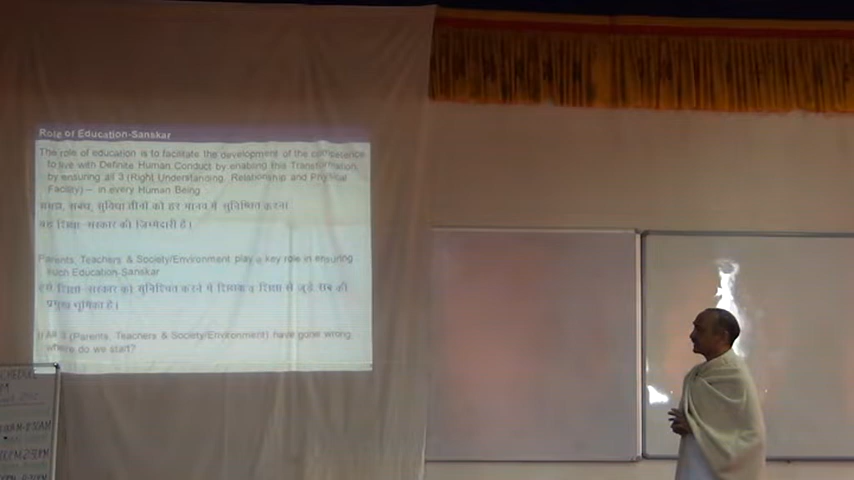 Role of Education-Sanskar
The role of education is to facilitate the development of the competence
to live with Definite Human Conduct by enabling this Transformation,
by ensuring all 3 (Right Understanding, Relationship and Physical
Facility) – in every Human Being
समझ, संबंध, सुविधा तीनों को हर मानव में सुनिश्चित करना
यह शिक्षा-संस्कार की जिम्मेदारी है।
Parents, Teachers & Society/Environment play a key role in ensuring
such Education-Sanskar
ऐसे शिक्षा-संस्कार को सुनिश्चित करने में शिक्षक व शिक्षा से जुड़े सब की
प्रमुख भूमिका है।
If All 3 (Parents, Teachers & Society/Environment) have gone wrong,
where do we start?
SCHEDULE